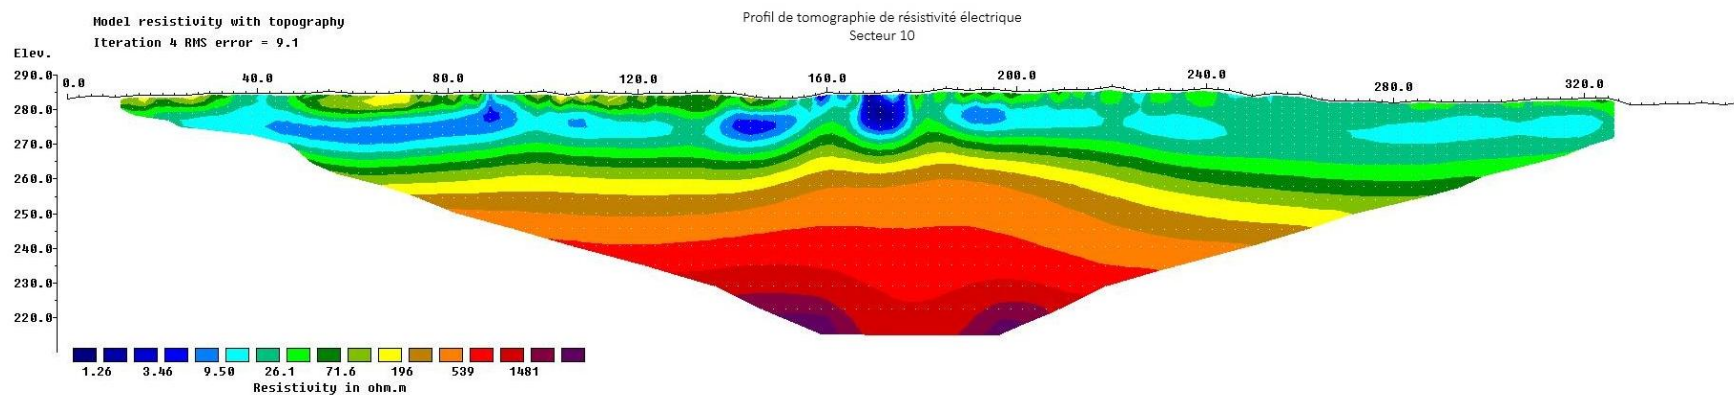 Model resistivity with topography
Profil de tomographie de résistivité électrique
Iteration 4 RMS error = 9.1
Secteur 10
Elev.
290.0
0.0 40.0 80.0 120.0 160.0 200.0 240.0 280.0 320.0
280.0
270.0
260.0
250.0
240.0
230.0
220.0
1.26 3.46 9.50 26.1 71.6 196 539 1481
Resistivity in ohm.m